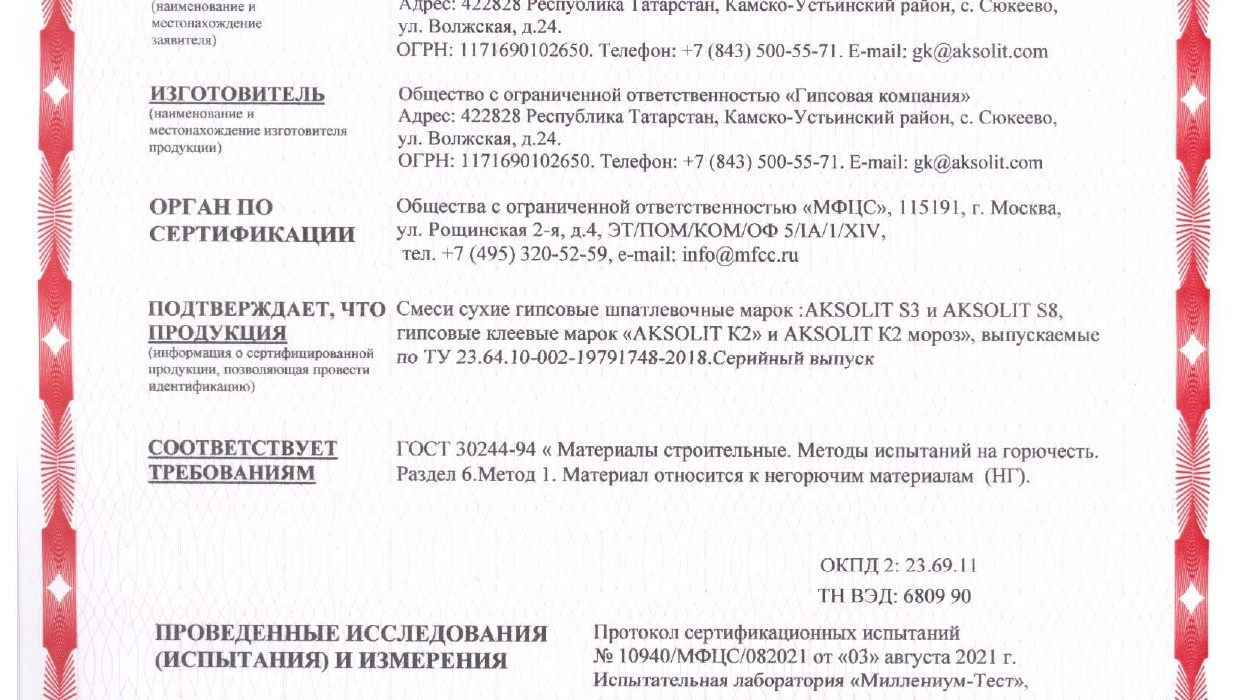 (наименование и
местонахождение
заявителя)
Адрес: 422828 Республика Татарстан, Камско-Устьинский район, с. Сюкеево,
ул. Волжская, д.24.
ОГРН: 1171690102650. Телефон: +7 (843) 500-55-71. E-mail: gk@aksolit.com
ИЗГОТОВИТЕЛЬ
(наименование и
местонахождение изготовителя
продукции)
Общество с ограниченной ответственностью «Гипсовая компания»
Адрес: 422828 Республика Татарстан, Камско-Устьинский район, с. Сюкеево,
ул. Волжская, д.24.
ОГРН: 1171690102650. Телефон: +7 (843) 500-55-71. E-mail: gk@aksolit.com
ОРГАН ПО
СЕРТИФИКАЦИИ
Общества с ограниченной ответственностью «МФЦС», 115191, г. Москва,
ул. Рощинская 2-я, д.4, ЭТ/ПОМ/КОМ/ОФ 5/IA/1/XIV,
тел. +7 (495) 320-52-59, e-mail: info@mfcc.ru
ПОДТВЕРЖДАЕТ, ЧТО
ПРОДУКЦИЯ
(информация о сертифицированной
продукции, позволяющая провести
идентификацию)
Смеси сухие гипсовые шпатлевочные марок :AKSOLIT S3 и AKSOLIT S8,
гипсовые клеевые марок «AKSOLIT K2» и AKSOLIT K2 мороз», выпускаемые
по ТУ 23.64.10-002-19791748-2018.Серийный выпуск
СООТВЕТСТВУЕТ
ТРЕБОВАНИЯМ
ГОСТ 30244-94 « Материалы строительные. Методы испытаний на горючесть.
Раздел 6.Метод 1. Материал относится к негорючим материалам (НГ).
ОКПД 2: 23.69.11
ТН ВЭД: 6809 90
ПРОВЕДЕННЫЕ ИССЛЕДОВАНИЯ
(ИСПЫТАНИЯ) И ИЗМЕРЕНИЯ
Протокол сертификационных испытаний
№ 10940/МФЦС/082021 от «03» августа 2021 г.
Испытательная лаборатория «Миллениум-Тест»,